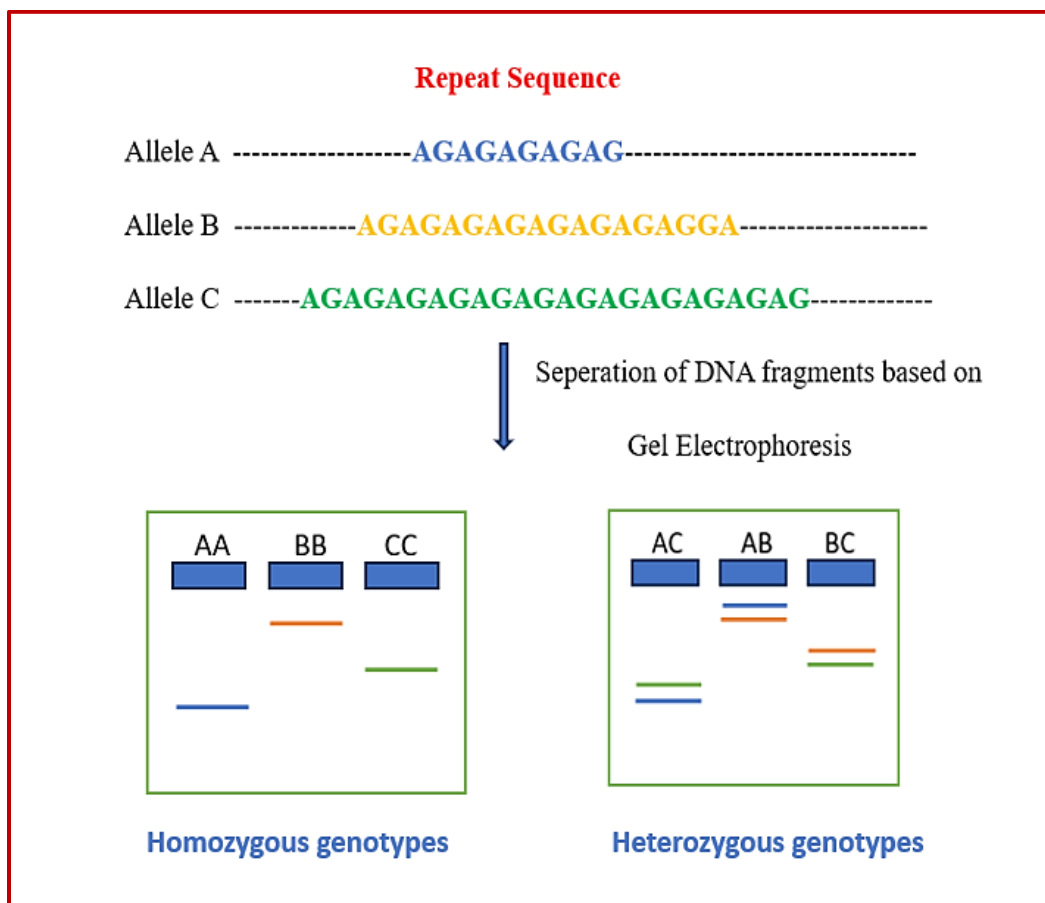 Repeat Sequence
Allele A -------------------AGAGAGAGAG-------------------------------
Allele B -------------AGAGAGAGAGAGAGAGGA--------------------
Allele C -------AGAGAGAGAGAGAGAGAGAGAGAG-------------
Seperation of DNA fragments based on
Gel Electrophoresis
AA BB CC
AC AB BC
Homozygous genotypes
Heterozygous genotypes